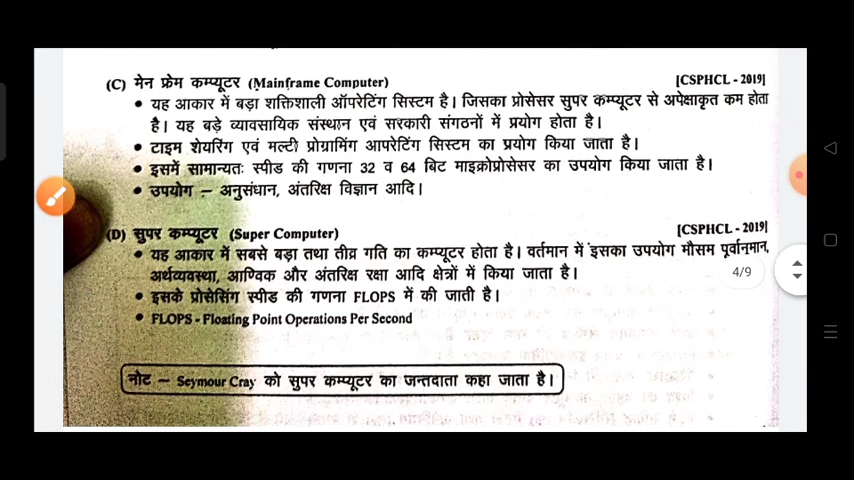 (C) मेन फ्रेम कम्प्यूटर (Mainframe Computer) [CSPHCL - 2019]
• यह आकार में बड़ा शक्तिशाली ऑपरेटिंग सिस्टम है। जिसका प्रोसेसर सुपर कम्प्यूटर से अपेक्षाकृत कम होता
है। यह बड़े व्यावसायिक संस्थान एवं सरकारी संगठनों में प्रयोग होता है।
• टाइम शेयरिंग एवं मल्टी प्रोग्रामिंग आपरेटिंग सिस्टम का प्रयोग किया जाता है।
• इसमें सामान्यतः स्पीड की गणना 32 व 64 बिट माइक्रोप्रोसेसर का उपयोग किया जाता है।
• उपयोग – अनुसंधान, अंतरिक्ष विज्ञान आदि।
(D) सुपर कम्प्यूटर (Super Computer) [CSPHCL - 2019]
• यह आकार में सबसे बड़ा तथा तीव्र गति का कम्प्यूटर होता है। वर्तमान में इसका उपयोग मौसम पूर्वानुमान,
अर्थव्यवस्था, आण्विक और अंतरिक्ष रक्षा आदि क्षेत्रों में किया जाता है।
4/9
• इसके प्रोसेसिंग स्पीड की गणना FLOPS में की जाती है।
• FLOPS - Floating Point Operations Per Second
नोट – Seymour Cray को सुपर कम्प्यूटर का जन्तदाता कहा जाता है।